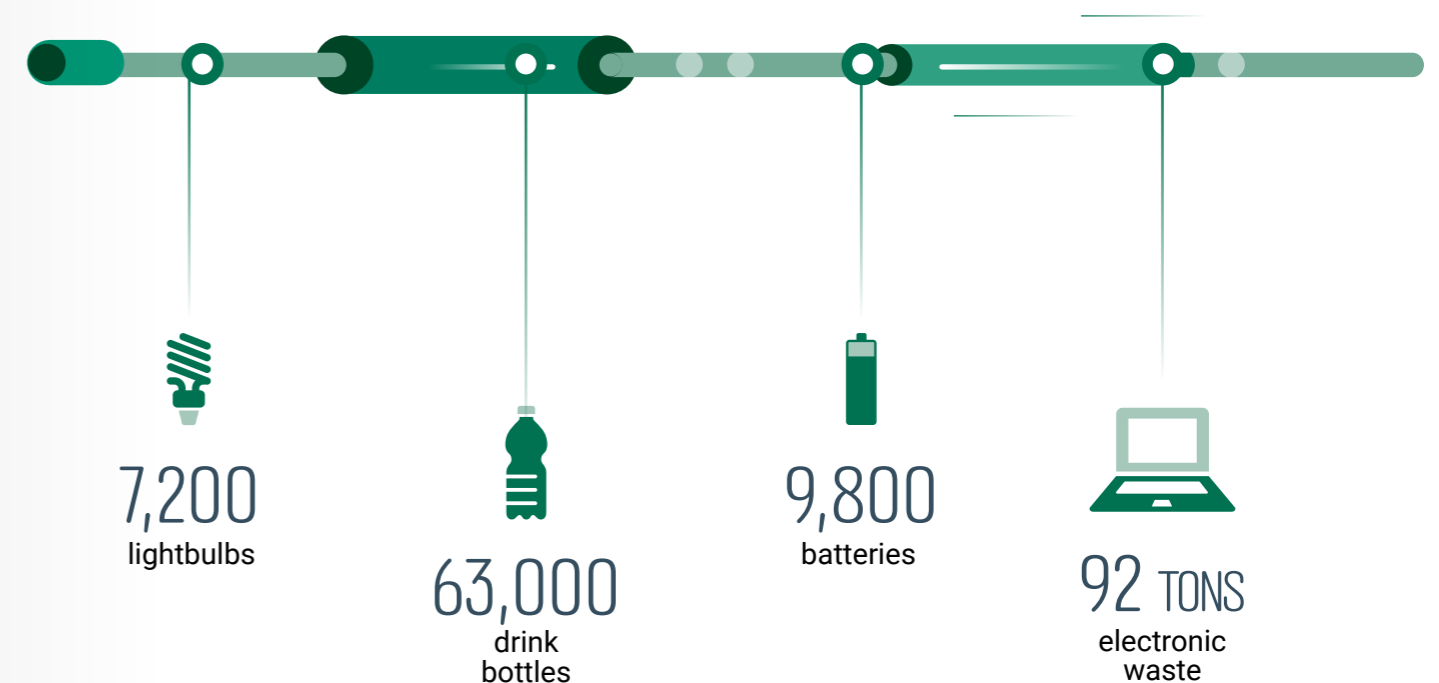 7,200
lightbulbs
63,000
drink
bottles
9,800
batteries
92 TONS
electronic
waste